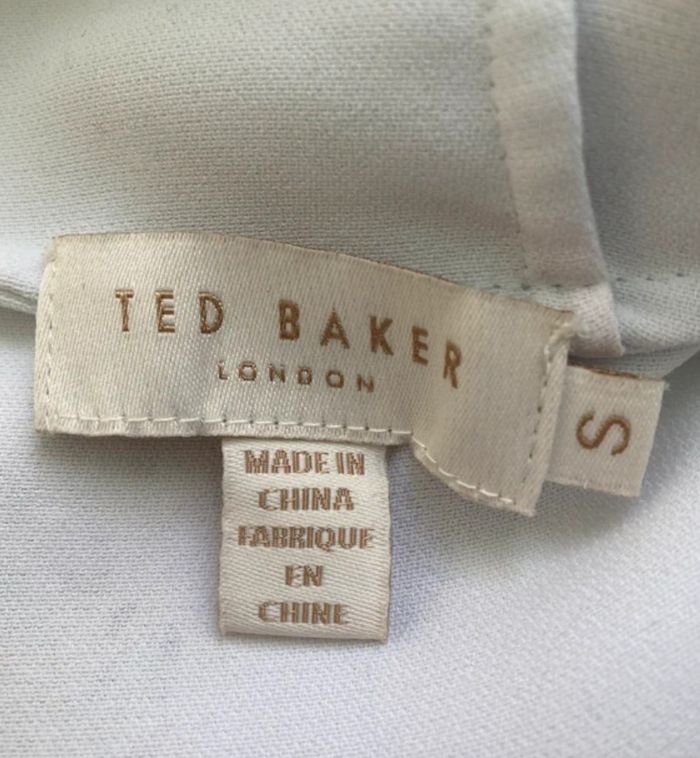 TED BAKER
LONDON
S
MADE IN
CHINA
FABRIQUE
EN
CHINE